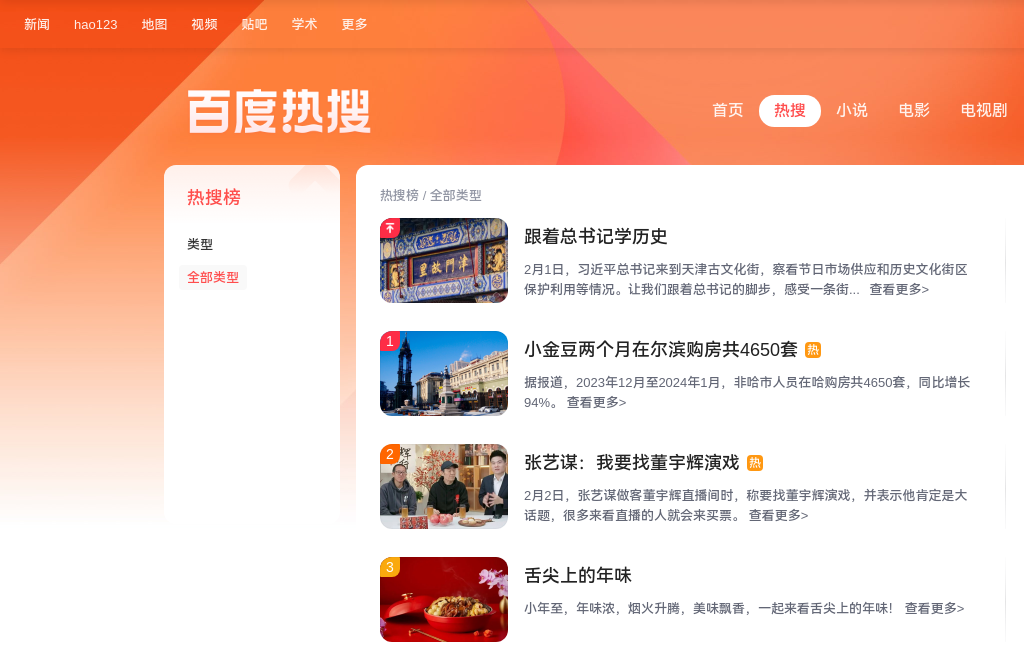 新闻 hao123 地图 视频 贴吧 学术 更多
百度热搜
首页 热搜 小说 电影 电视剧
热搜榜
类型
全部类型
热搜榜 / 全部类型
里故門津
跟着总书记学历史
2月1日，习近平总书记来到天津古文化街，察看节日市场供应和历史文化街区
保护利用等情况。让我们跟着总书记的脚步，感受一条街... 查看更多>
1
小金豆两个月在尔滨购房共4650套 热
据报道，2023年12月至2024年1月，非哈市人员在哈购房共4650套，同比增长
94%。 查看更多>
2
张艺谋：我要找董宇辉演戏 热
2月2日，张艺谋做客董宇辉直播间时，称要找董宇辉演戏，并表示他肯定是大
话题，很多来看直播的人就会来买票。 查看更多>
3
舌尖上的年味
小年至，年味浓，烟火升腾，美味飘香，一起来看舌尖上的年味！ 查看更多>